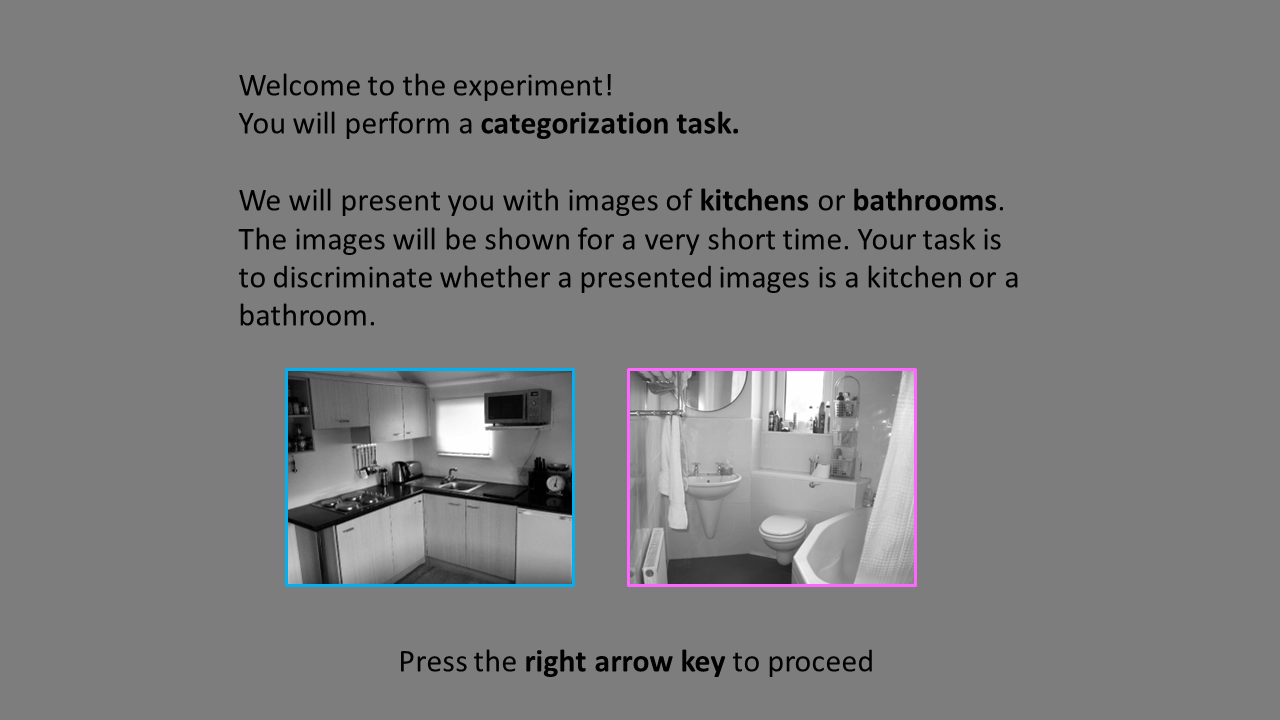 Welcome to the experiment!
You will perform a categorization task.
We will present you with images of kitchens or bathrooms.
The images will be shown for a very short time. Your task is
to discriminate whether a presented images is a kitchen or a
bathroom.
Press the right arrow key to proceed